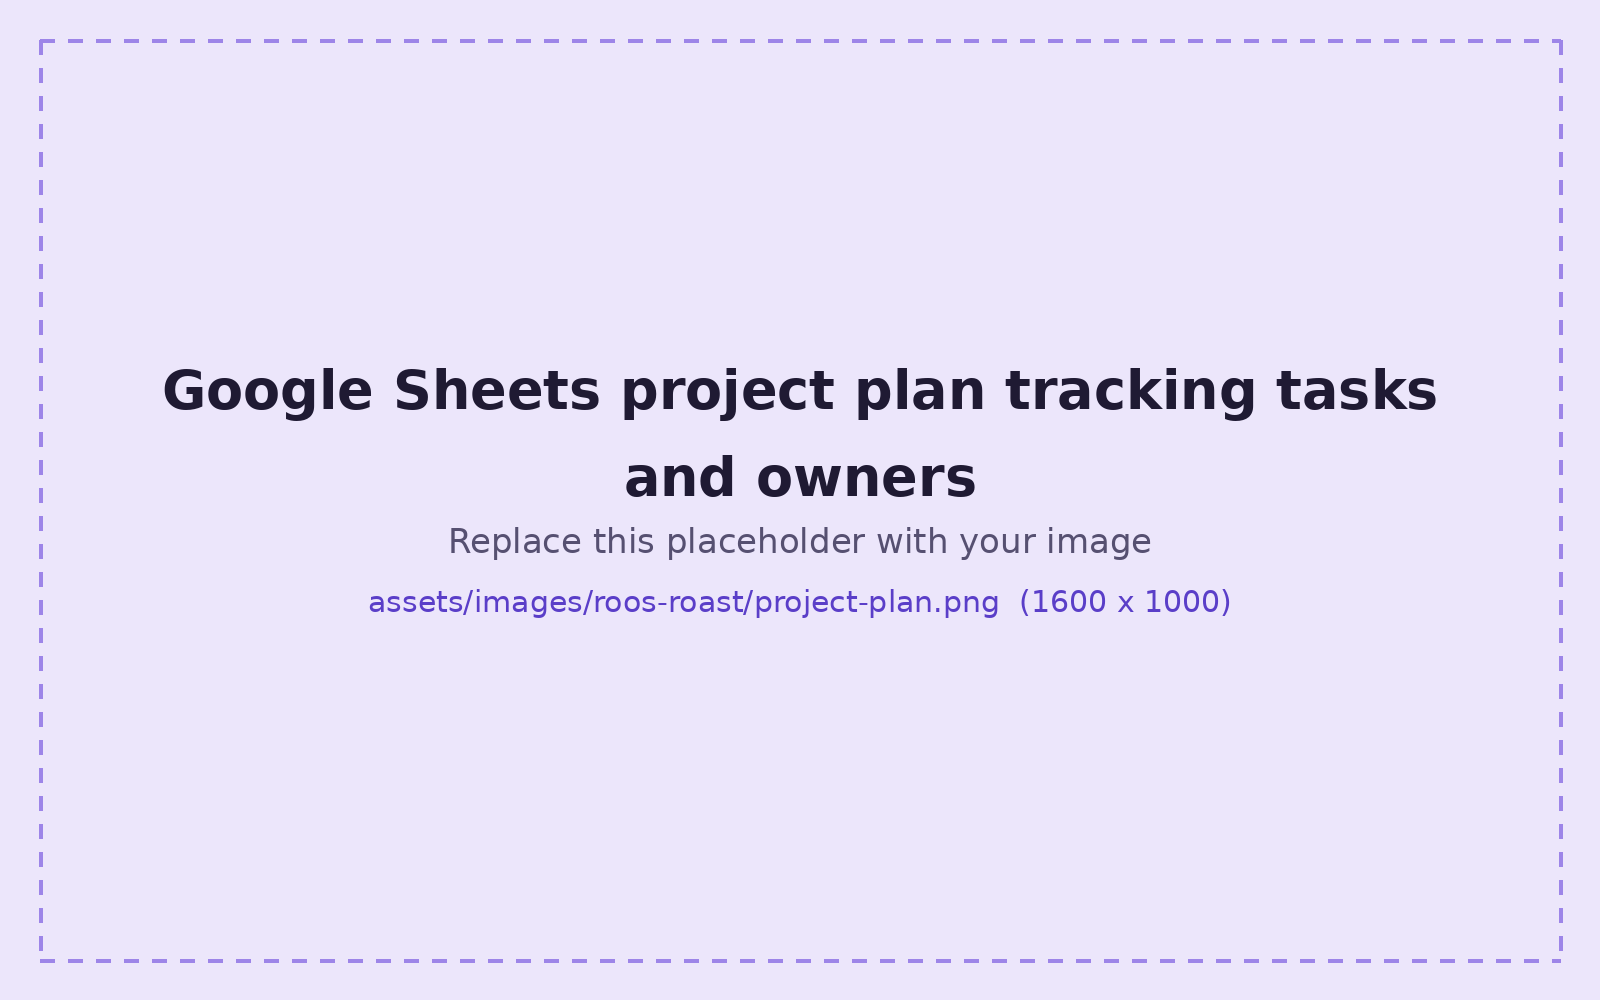 Google Sheets project plan tracking tasks
and owners
Replace this placeholder with your image
assets/images/roos-roast/project-plan.png (1600 x 1000)